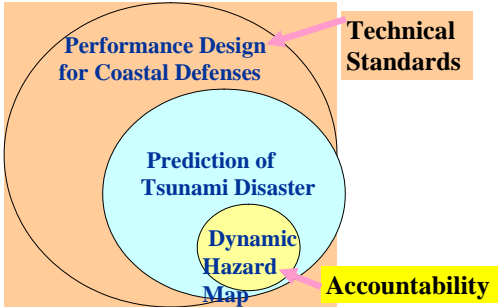 Performance Design
for Coastal Defenses
Technical
Standards
Prediction of
Tsunami Disaster
Dynamic
Hazard
Map
Accountability